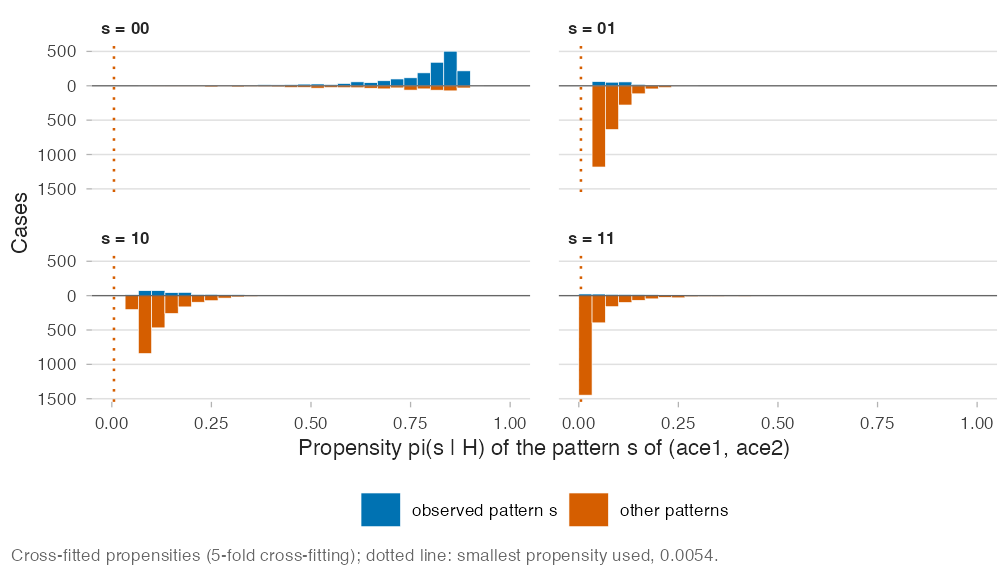 s = 00
s = 01
500
0
500
1000
1500
Cases
s = 10
s = 11
500
0
500
1000
1500
0.00 0.25 0.50 0.75 1.00
0.00 0.25 0.50 0.75 1.00
Propensity pi(s | H) of the pattern s of (ace1, ace2)
observed pattern s
other patterns
Cross-fitted propensities (5-fold cross-fitting); dotted line: smallest propensity used, 0.0054.